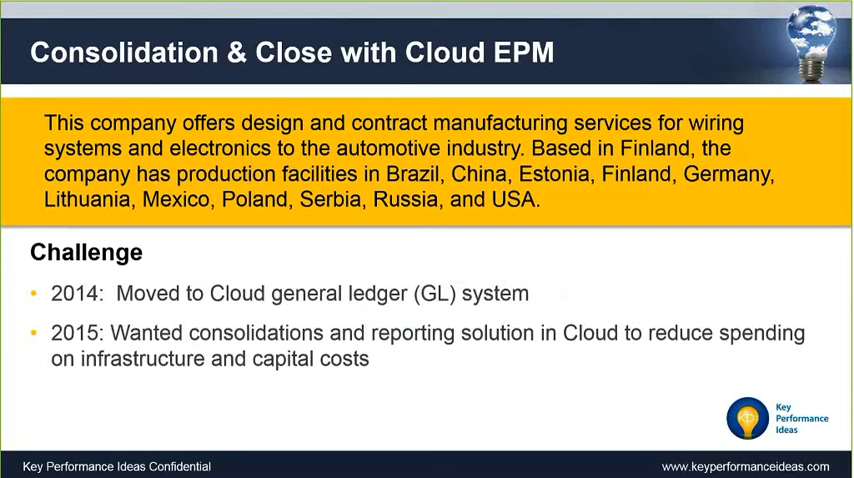 Consolidation & Close with Cloud EPM
This company offers design and contract manufacturing services for wiring
systems and electronics to the automotive industry. Based in Finland, the
company has production facilities in Brazil, China, Estonia, Finland, Germany,
Lithuania, Mexico, Poland, Serbia, Russia, and USA.
Challenge
• 2014:  Moved to Cloud general ledger (GL) system
• 2015: Wanted consolidations and reporting solution in Cloud to reduce spending
on infrastructure and capital costs
kpi
Key
Performance
Ideas
Key Performance Ideas Confidential
www.keyperformanceideas.com